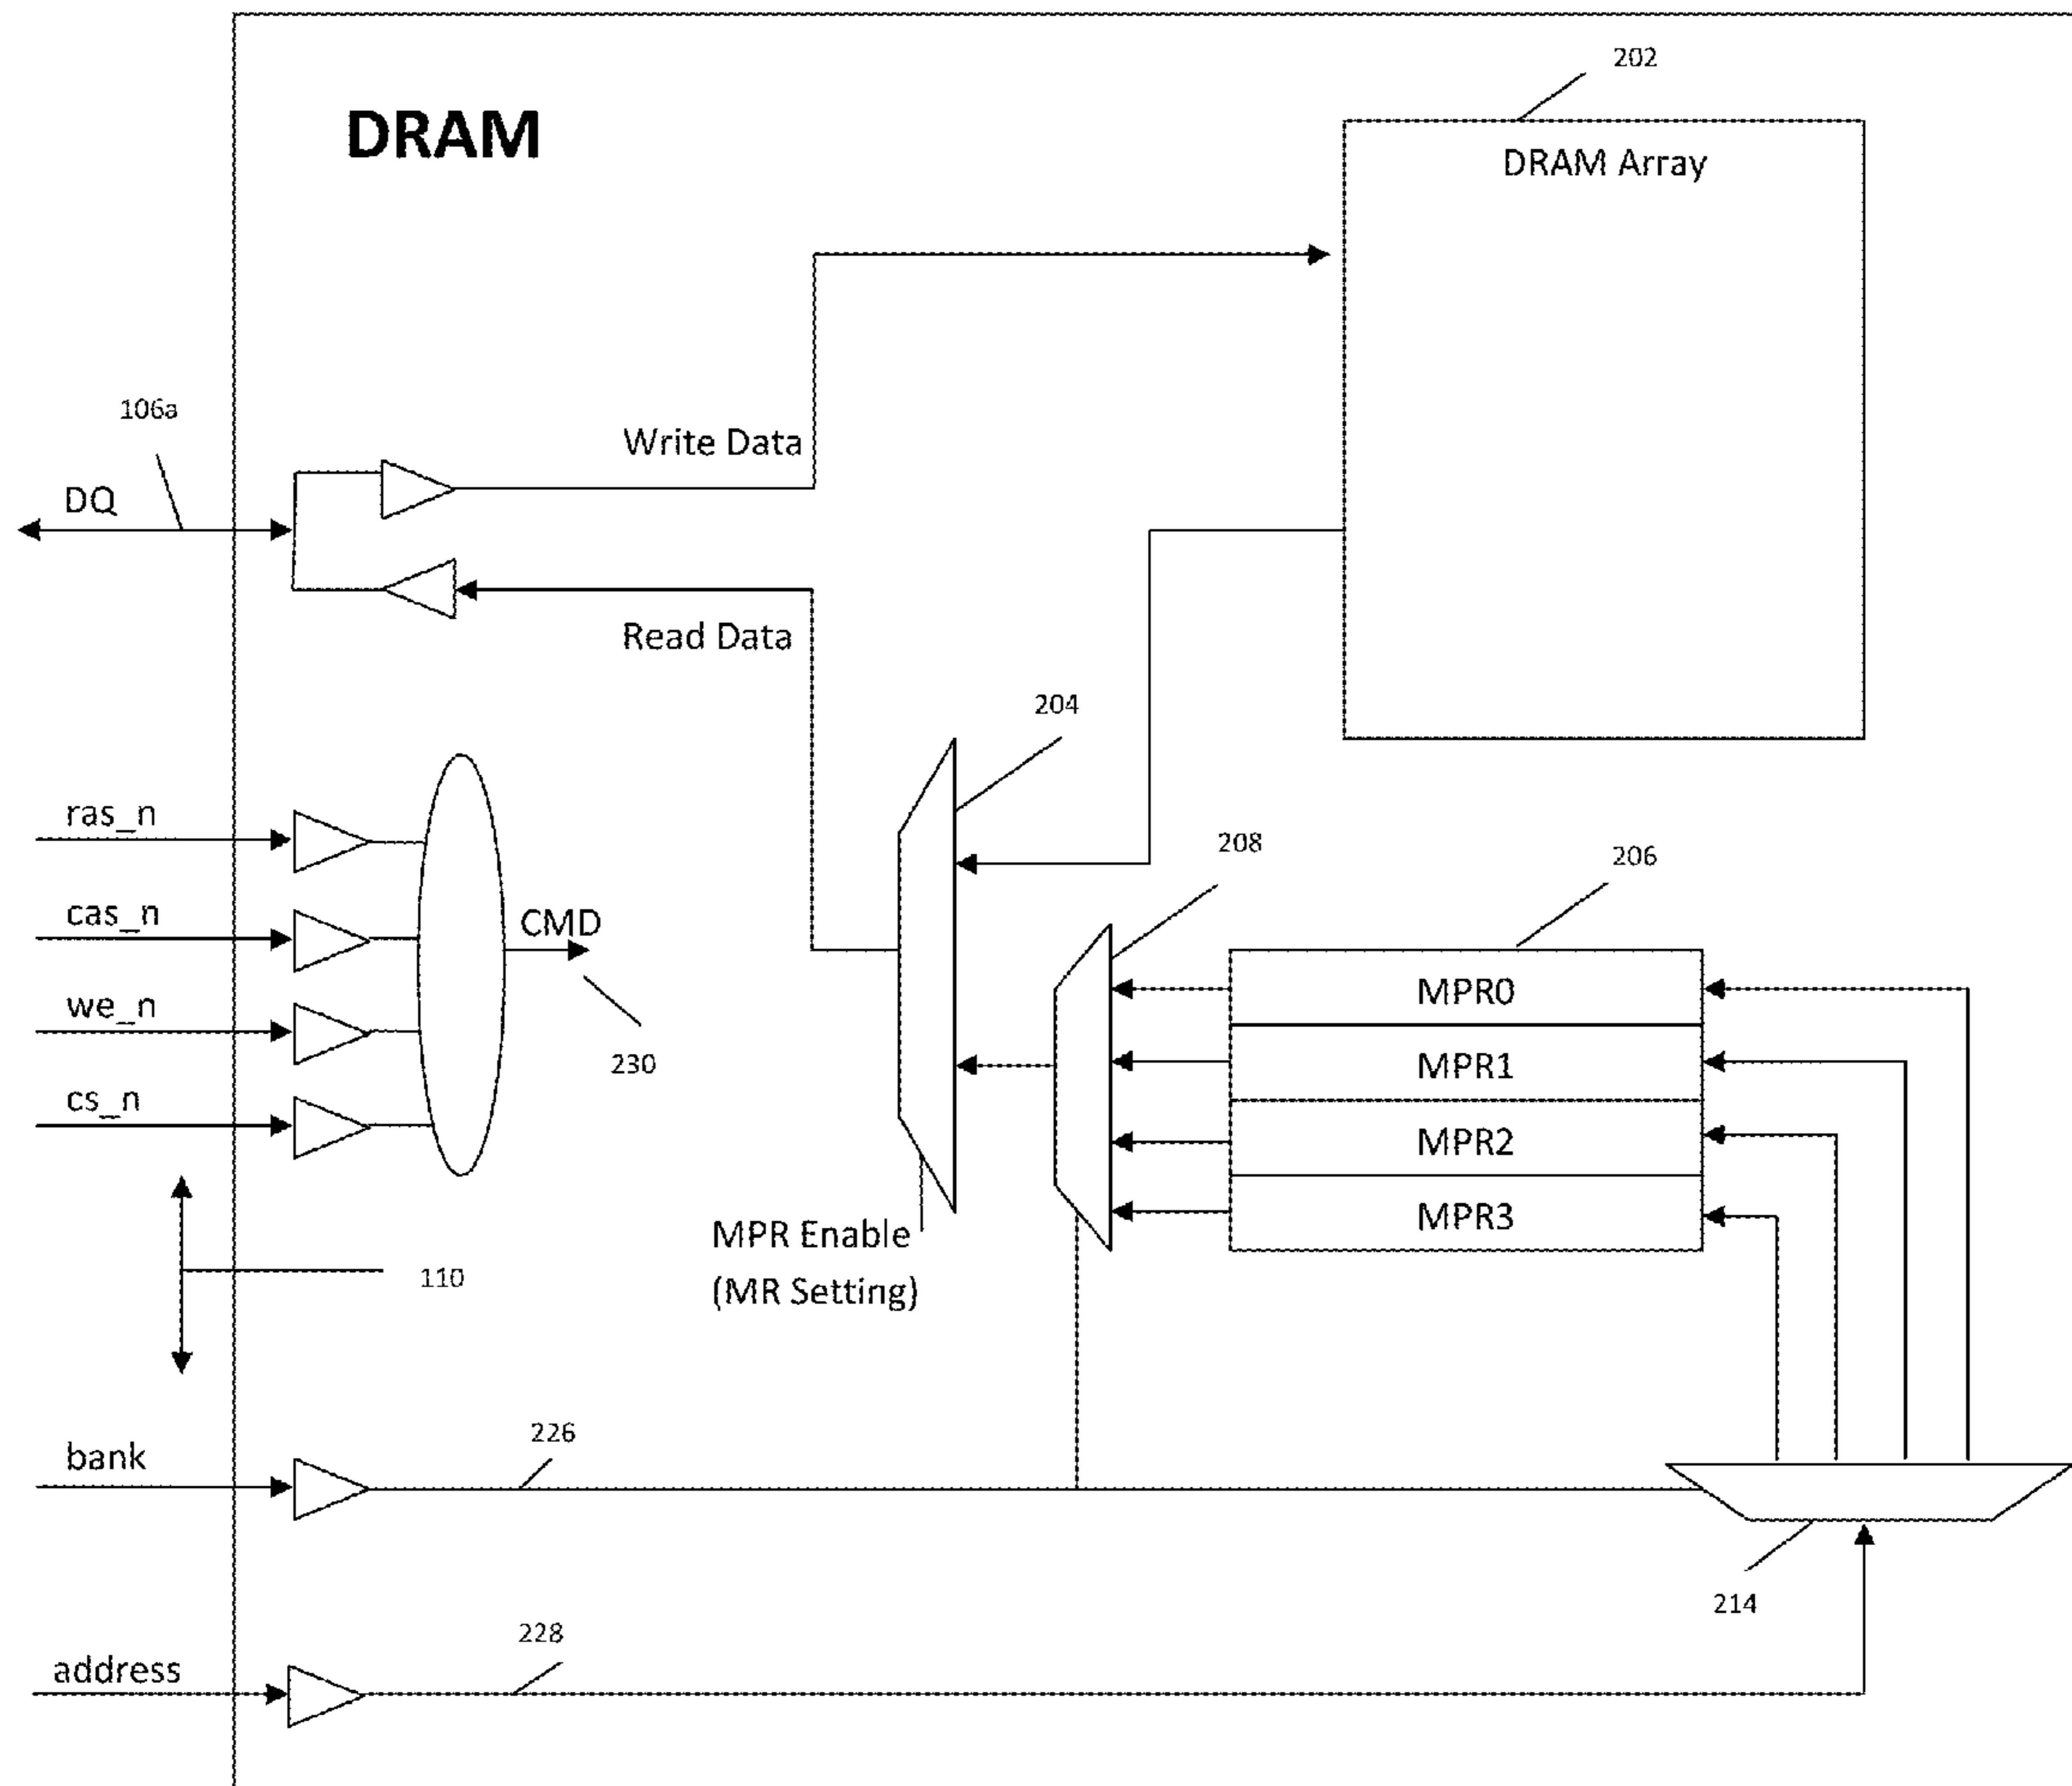 202
DRAM
DRAM Array
106a
Write Data
DQ
Read Data
204
ras_n
208
206
cas_n
CMD
MPR0
we_n
230
MPR1
cs_n
MPR2
MPR3
MPR Enable
(MR Setting)
110
226
bank
214
228
address